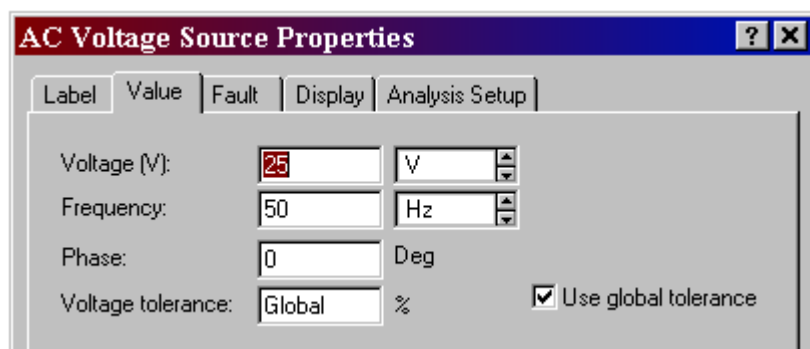 AC Voltage Source Properties ? X
Label Value Fault Display Analysis Setup
Voltage (V): 25 V
Frequency: 50 Hz
Phase: 0 Deg
Voltage tolerance: Global % Use global tolerance